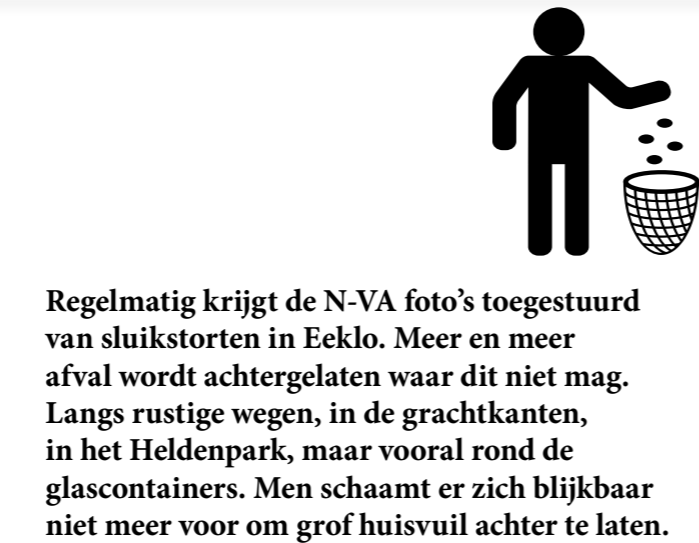 Regelmatig krijgt de N-VA foto’s toegestuurd
van sluikstorten in Eeklo. Meer en meer
afval wordt achtergelaten waar dit niet mag.
Langs rustige wegen, in de grachtkanten,
in het Heldenpark, maar vooral rond de
glascontainers. Men schaamt er zich blijkbaar
niet meer voor om grof huisvuil achter te laten.